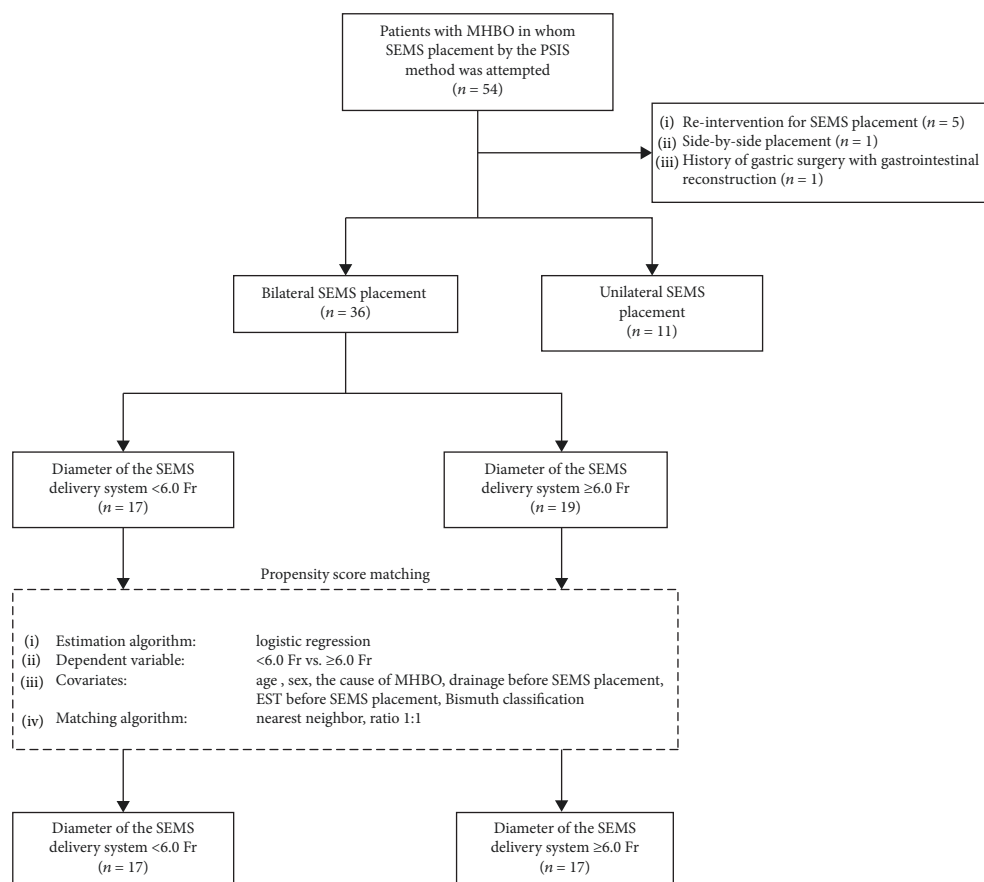 Patients with MHBO in whom
SEMS placement by the PSIS
method was attempted
(n = 54)
(i) Re-intervention for SEMS placement (n = 5)
(ii) Side-by-side placement (n = 1)
(iii) History of gastric surgery with gastrointestinal
reconstruction (n = 1)
Bilateral SEMS placement
(n = 36)
Unilateral SEMS
placement
(n = 11)
Diameter of the SEMS
delivery system <6.0 Fr
(n = 17)
Diameter of the SEMS
delivery system ≥6.0 Fr
(n = 19)
Propensity score matching
(i) Estimation algorithm: logistic regression
(ii) Dependent variable: <6.0 Fr vs. ≥6.0 Fr
(iii) Covariates: age , sex, the cause of MHBO, drainage before SEMS placement,
EST before SEMS placement, Bismuth classification
(iv) Matching algorithm: nearest neighbor, ratio 1:1
Diameter of the SEMS
delivery system <6.0 Fr
(n = 17)
Diameter of the SEMS
delivery system ≥6.0 Fr
(n = 17)